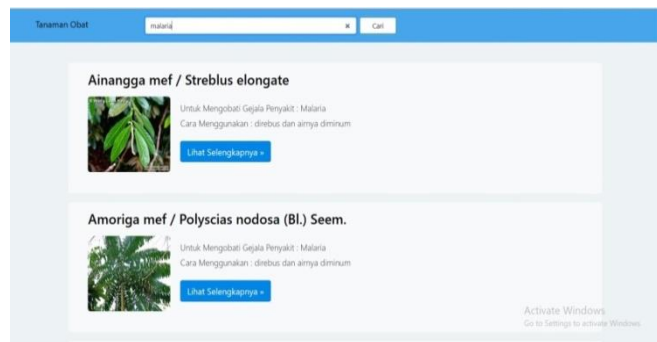 Tanaman Obat
malaria
×
Cari
Ainangga mef / Streblus elongate
Untuk Mengobati Gejala Penyakit : Malaria
Cara Menggunakan : direbus dan airnya diminum
Lihat Selengkapnya »
Amoriga mef / Polyscias nodosa (Bl.) Seem.
Untuk Mengobati Gejala Penyakit : Malaria
Cara Menggunakan : direbus dan airnya diminum
Lihat Selengkapnya »
Activate Windows
Go to Settings to activate Windows.